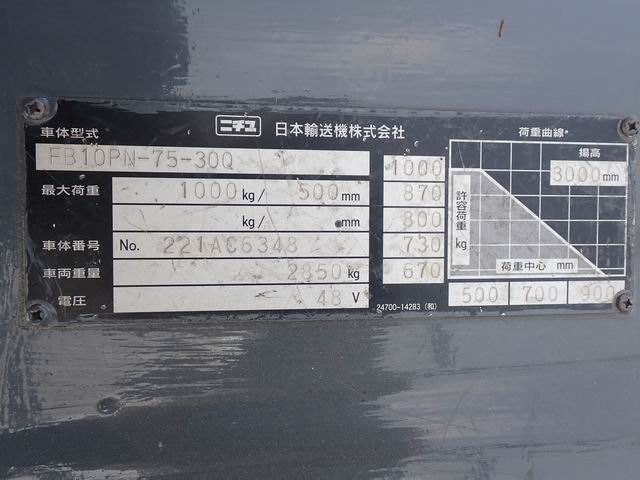 ニチユ 日本輸送機株式会社
車体型式 FB10PN-75-300
最大荷重 1000 kg/ 500 mm
kg/ mm
車体番号 No. 221AC6348
車両重量 2850 kg
電圧 48 V
1000
870
800
730
670
24700-14283 (和)
荷重曲線
揚高
3000mm
許容荷重 kg
荷重中心 mm
500 700 900